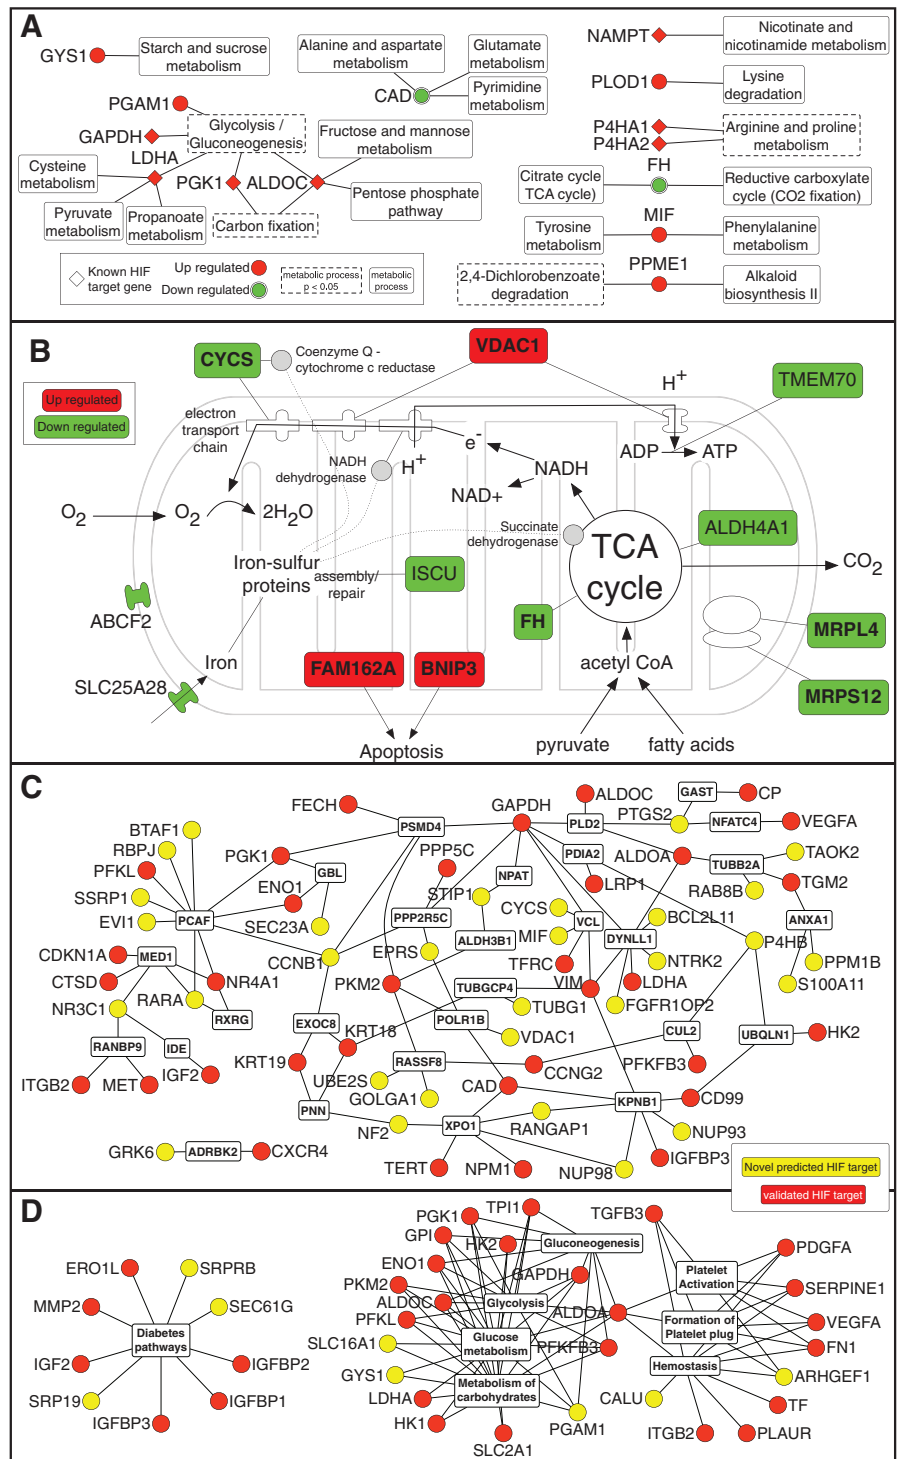 A
GYS1
Starch and sucrose
metabolism
Alanine and aspartate
metabolism
Glutamate
metabolism
CAD
Pyrimidine
metabolism
NAMPT
Nicotinate and
nicotinamide metabolism
PLOD1
Lysine
degradation
PGAM1
GAPDH
Glycolysis /
Gluconeogenesis
Fructose and mannose
metabolism
P4HA1
P4HA2
Arginine and proline
metabolism
LDHA
Cysteine
metabolism
PGK1
ALDOC
FH
Citrate cycle
TCA cycle)
Reductive carboxylate
cycle (CO2 fixation)
Pentose phosphate
pathway
Pyruvate
metabolism
Propanoate
metabolism
Carbon fixation
MIF
Tyrosine
metabolism
Phenylalanine
metabolism
PPME1
2,4-Dichlorobenzoate
degradation
Alkaloid
biosynthesis II
Known HIF
target gene
Up regulated
Down regulated
metabolic process
p < 0.05
metabolic
process
B
CYCS
Coenzyme Q -
cytochrome c reductase
VDAC1
H+
TMEM70
Up regulated
Down regulated
electron
transport
chain
NADH
dehydrogenase
H+
e-
ADP
ATP
NADH
NAD+
O2
O2
2H2O
Succinate
dehydrogenase
TCA
cycle
ALDH4A1
CO2
Iron-sulfur
proteins
assembly/
repair
ISCU
ABCF2
FH
MRPL4
Iron
FAM162A
BNIP3
acetyl CoA
SLC25A28
MRPS12
Apoptosis
pyruvate
fatty acids
C
FECH
GAPDH
ALDOC
GAST
CP
BTAF1
PSMD4
PLD2
PTGS2
NFATC4
VEGFA
RBPJ
PGK1
PPP5C
PDIA2
ALDOA
TUBB2A
TAOK2
PFKL
GBL
NPAT
LRP1
RAB8B
TGM2
ENO1
STIP1
SSRP1
EVI1
PCAF
SEC23A
PPP2R5C
CYCS
VCL
BCL2L11
ANXA1
MIF
DYNLL1
P4HB
CDKN1A
MED1
CCNB1
EPRS
ALDH3B1
TFRC
NTRK2
PPM1B
CTSD
NR4A1
PKM2
TUBGCP4
VIM
LDHA
S100A11
NR3C1
RARA
RXRG
TUBG1
FGFR1OP2
EXOC8
KRT18
POLR1B
VDAC1
CUL2
UBQLN1
HK2
RANBP9
IDE
KRT19
RASSF8
CCNG2
PFKFB3
ITGB2
MET
IGF2
UBE2S
GOLGA1
CAD
PNN
KPNB1
CD99
NF2
XPO1
RANGAP1
NUP93
GRK6
ADRBK2
CXCR4
TERT
NPM1
NUP98
IGFBP3
Novel predicted HIF target
validated HIF target
D
PGK1
TPI1
TGFB3
GPI
HK2
Gluconeogenesis
PDGFA
ERO1L
SRPRB
ENO1
GAPDH
Platelet
Activation
SERPINE1
PKM2
MMP2
SEC61G
ALDOC
Glycolysis
ALDOA
PFKL
Formation of
Platelet plug
VEGFA
Diabetes
pathways
SLC16A1
Glucose
metabolism
PFKFB3
FN1
IGF2
IGFBP2
GYS1
Hemostasis
ARHGEF1
SRP19
IGFBP1
LDHA
Metabolism of
carbohydrates
CALU
TF
IGFBP3
HK1
PGAM1
SLC2A1
ITGB2
PLAUR